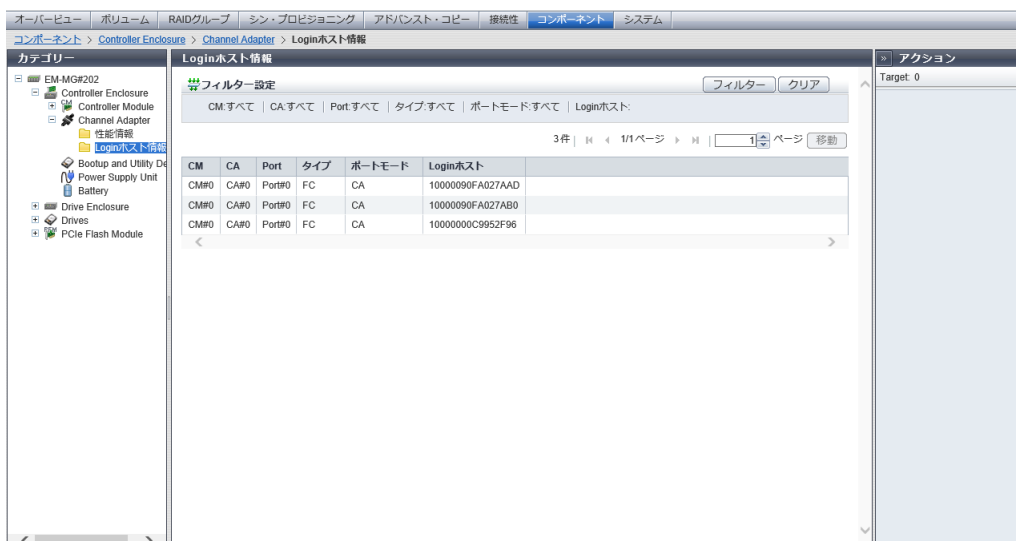 オーバービュー ボリューム RAIDグループ シン・プロビジョニング アドバンスト・コピー 接続性 コンポーネント システム
コンポーネント > Controller Enclosure > Channel Adapter > Loginホスト情報
カテゴリー
EM-MG#202
Controller Enclosure
Controller Module
Channel Adapter
性能情報
Loginホスト情報
Bootup and Utility De
Power Supply Unit
Battery
Drive Enclosure
Drives
PCIe Flash Module
Loginホスト情報
フィルター設定 フィルター クリア
CM:すべて | CA:すべて | Port:すべて | タイプ:すべて | ポートモード:すべて | Loginホスト:
3件 | 1/1ページ | 1 ページ 移動
CM CA Port タイプ ポートモード Loginホスト
CM#0 CA#0 Port#0 FC CA 10000090FA027AAD
CM#0 CA#0 Port#0 FC CA 10000090FA027AB0
CM#0 CA#0 Port#0 FC CA 10000000C9952F96
» アクション
Target: 0